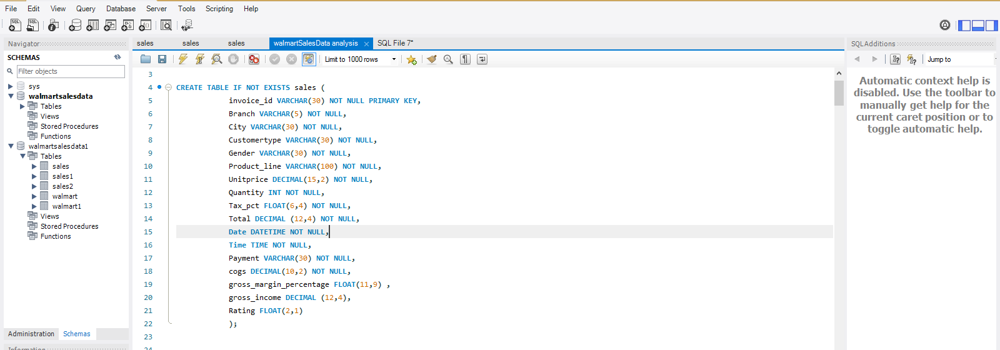 File Edit View Query Database Server Tools Scripting Help
Navigator
SCHEMAS
Filter objects
sys
walmartsalesdata
Tables
Views
Stored Procedures
Functions
walmartsalesdata1
Tables
sales
sales1
sales2
walmart
walmart1
Views
Stored Procedures
Functions
Administration Schemas
Information
sales sales sales walmartSalesData analysis × SQL File 7*
Limit to 1000 rows
3
4 CREATE TABLE IF NOT EXISTS sales (
5 invoice_id VARCHAR(30) NOT NULL PRIMARY KEY,
6 Branch VARCHAR(5) NOT NULL,
7 City VARCHAR(30) NOT NULL,
8 Customertype VARCHAR(30) NOT NULL,
9 Gender VARCHAR(30) NOT NULL,
10 Product_line VARCHAR(100) NOT NULL,
11 Unitprice DECIMAL(15,2) NOT NULL,
12 Quantity INT NOT NULL,
13 Tax_pct FLOAT(6,4) NOT NULL,
14 Total DECIMAL (12,4) NOT NULL,
15 Date DATETIME NOT NULL,
16 Time TIME NOT NULL,
17 Payment VARCHAR(30) NOT NULL,
18 cogs DECIMAL(10,2) NOT NULL,
19 gross_margin_percentage FLOAT(11,9) ,
20 gross_income DECIMAL (12,4),
21 Rating FLOAT(2,1)
22 );
23
24
SQLAdditions
Jump to
Automatic context help is
disabled. Use the toolbar to
manually get help for the
current caret position or to
toggle automatic help.